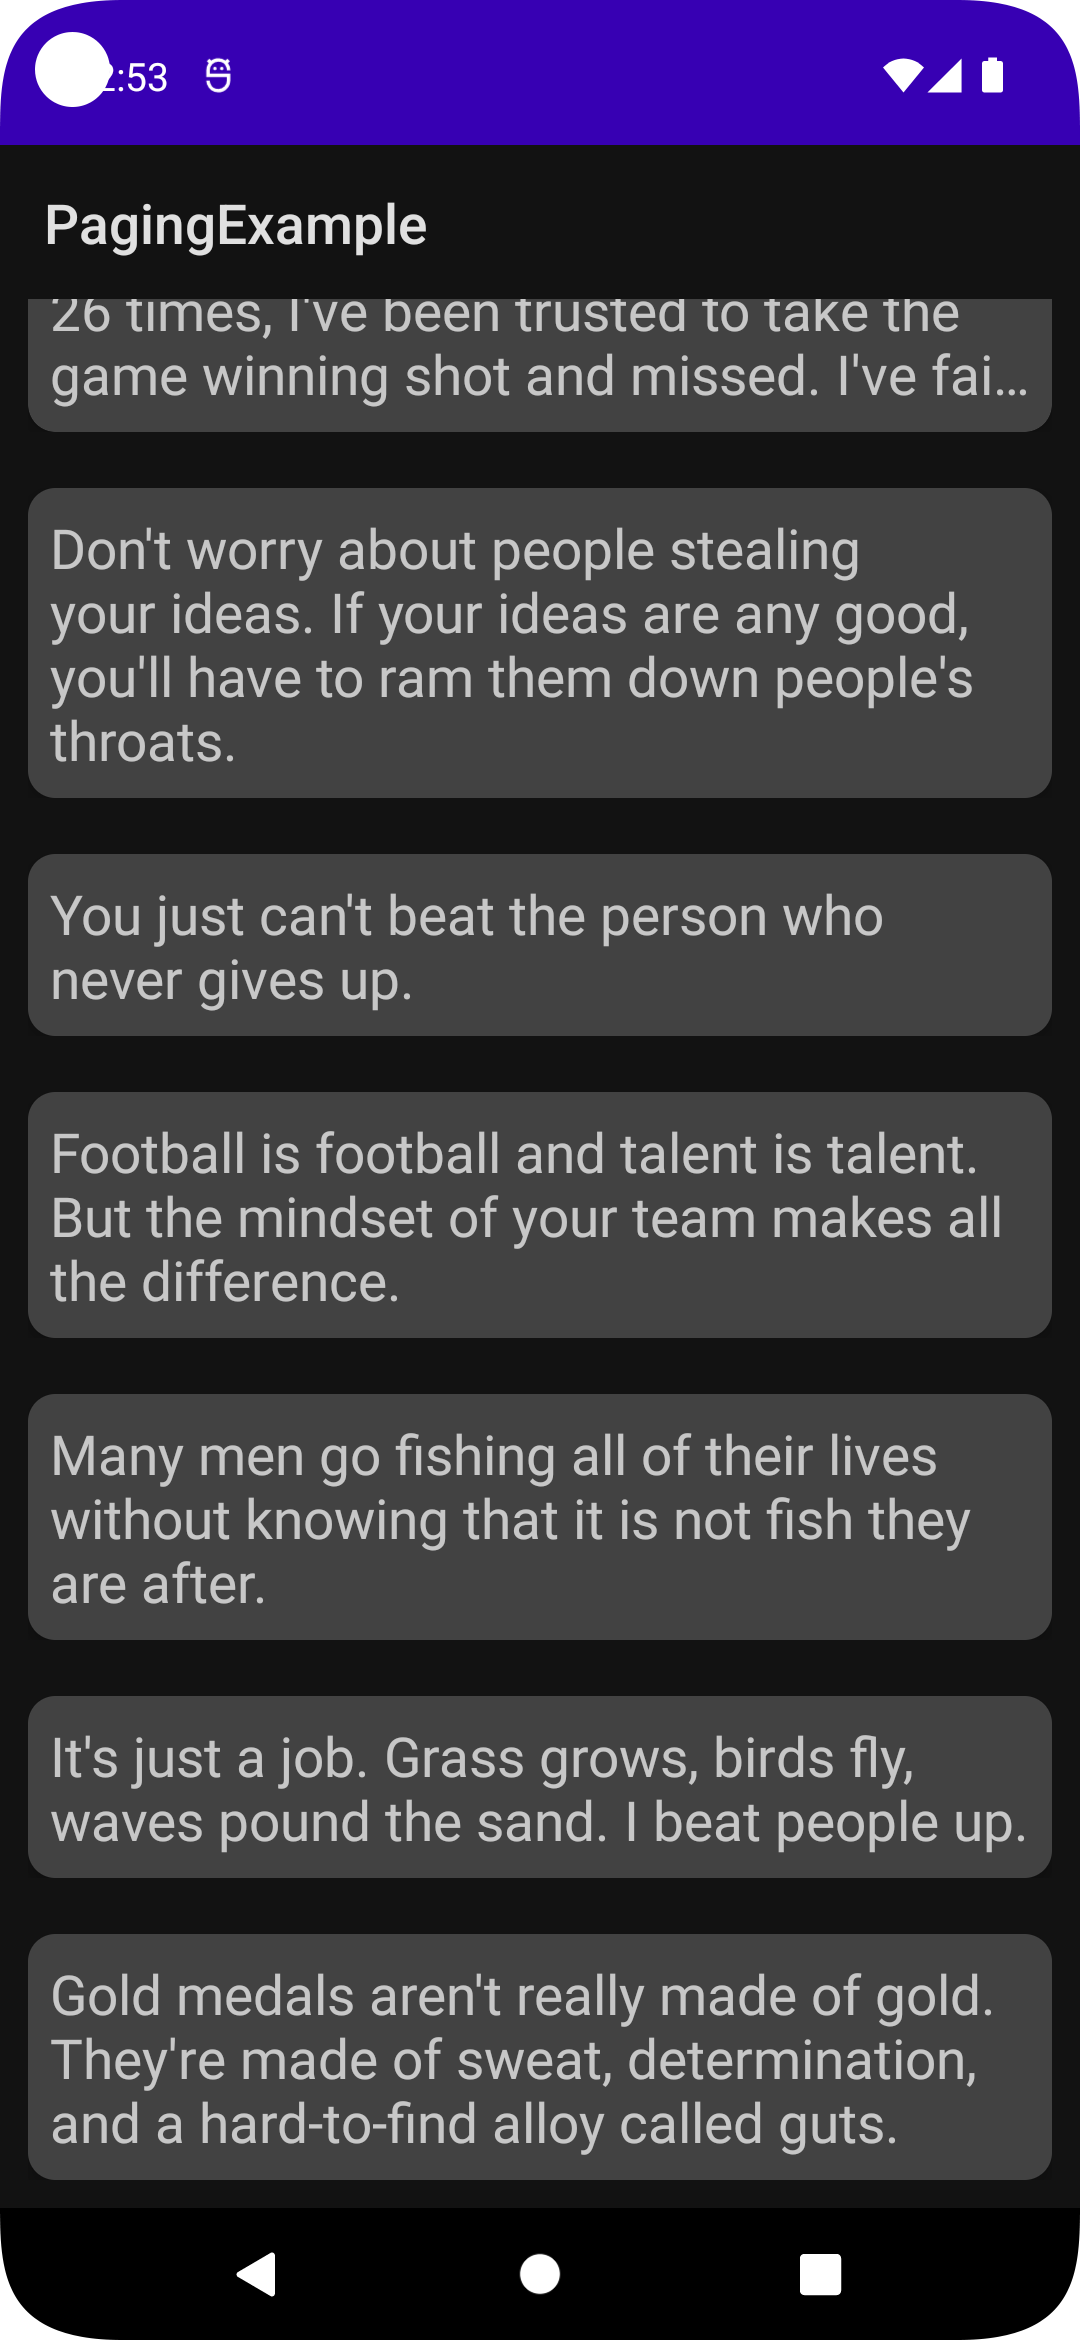 :53
PagingExample
26 times, I've been trusted to take the
game winning shot and missed. I've fai...
Don't worry about people stealing
your ideas. If your ideas are any good,
you'll have to ram them down people's
throats.
You just can't beat the person who
never gives up.
Football is football and talent is talent.
But the mindset of your team makes all
the difference.
Many men go fishing all of their lives
without knowing that it is not fish they
are after.
It's just a job. Grass grows, birds fly,
waves pound the sand. I beat people up.
Gold medals aren't really made of gold.
They're made of sweat, determination,
and a hard-to-find alloy called guts.